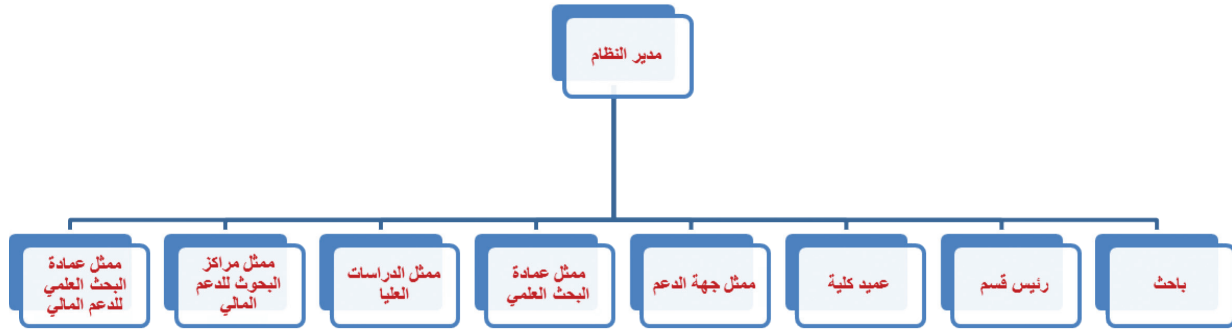 مدير النظام
باحث
رئيس قسم
عميد كلية
ممثل جهة الدعم
ممثل عمادة
البحث العلمي
ممثل الدراسات
العليا
ممثل مراكز
البحوث للدعم
المالي
ممثل عمادة
البحث العلمي
للدعم المالي